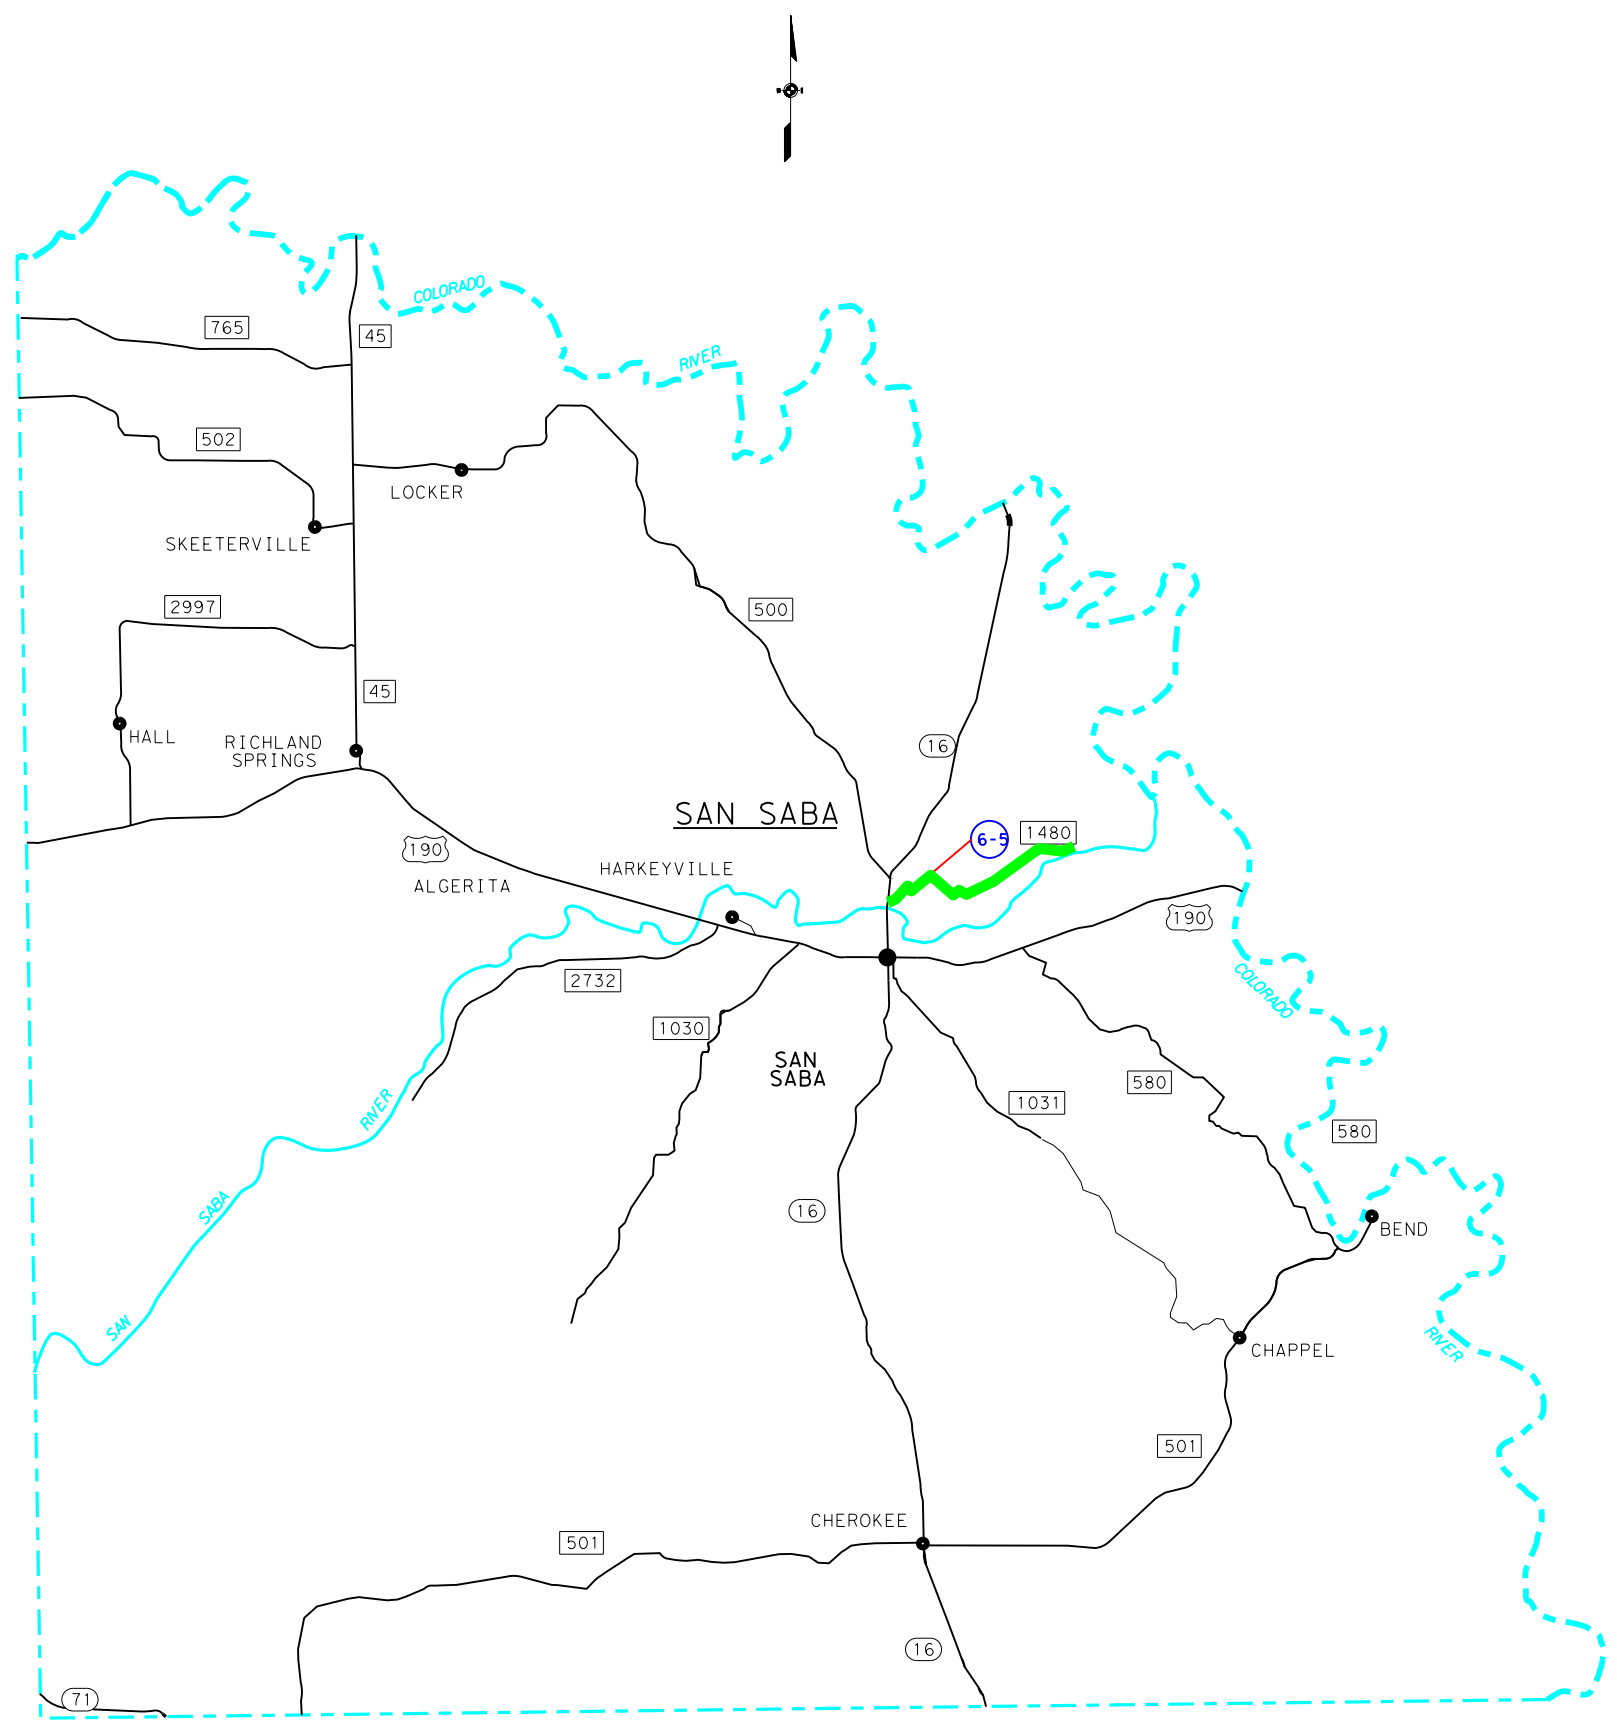 COLORADO
765
45
RIVER
502
LOCKER
SKEETERVILLE
2997
500
45
HALL
RICHLAND
SPRINGS
16
SAN SABA
6-5
1480
190
HARKEYVILLE
ALGERITA
190
2732
COLORADO
1030
SAN
SABA
580
1031
RIVER
580
SABA
16
BEND
SAN
RIVER
CHAPPEL
501
CHEROKEE
501
16
71